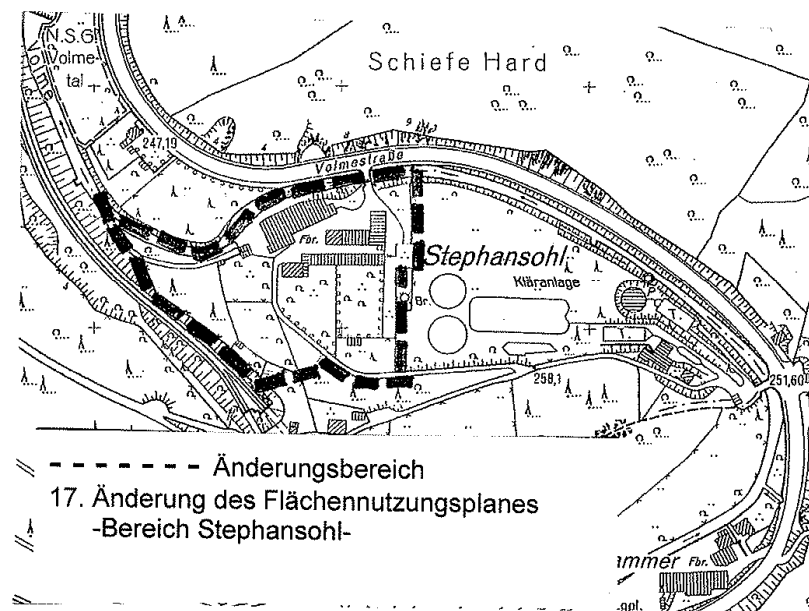 N.S.G.
Volme-
tal
Schiefe Hard
247,19
Volmestraße
Fbr.
Stephansohl
Kläranlage
Br.
258,1
251,60
Änderungsbereich
17. Änderung des Flächennutzungsplanes
-Bereich Stephansohl-
ammer Fbr.